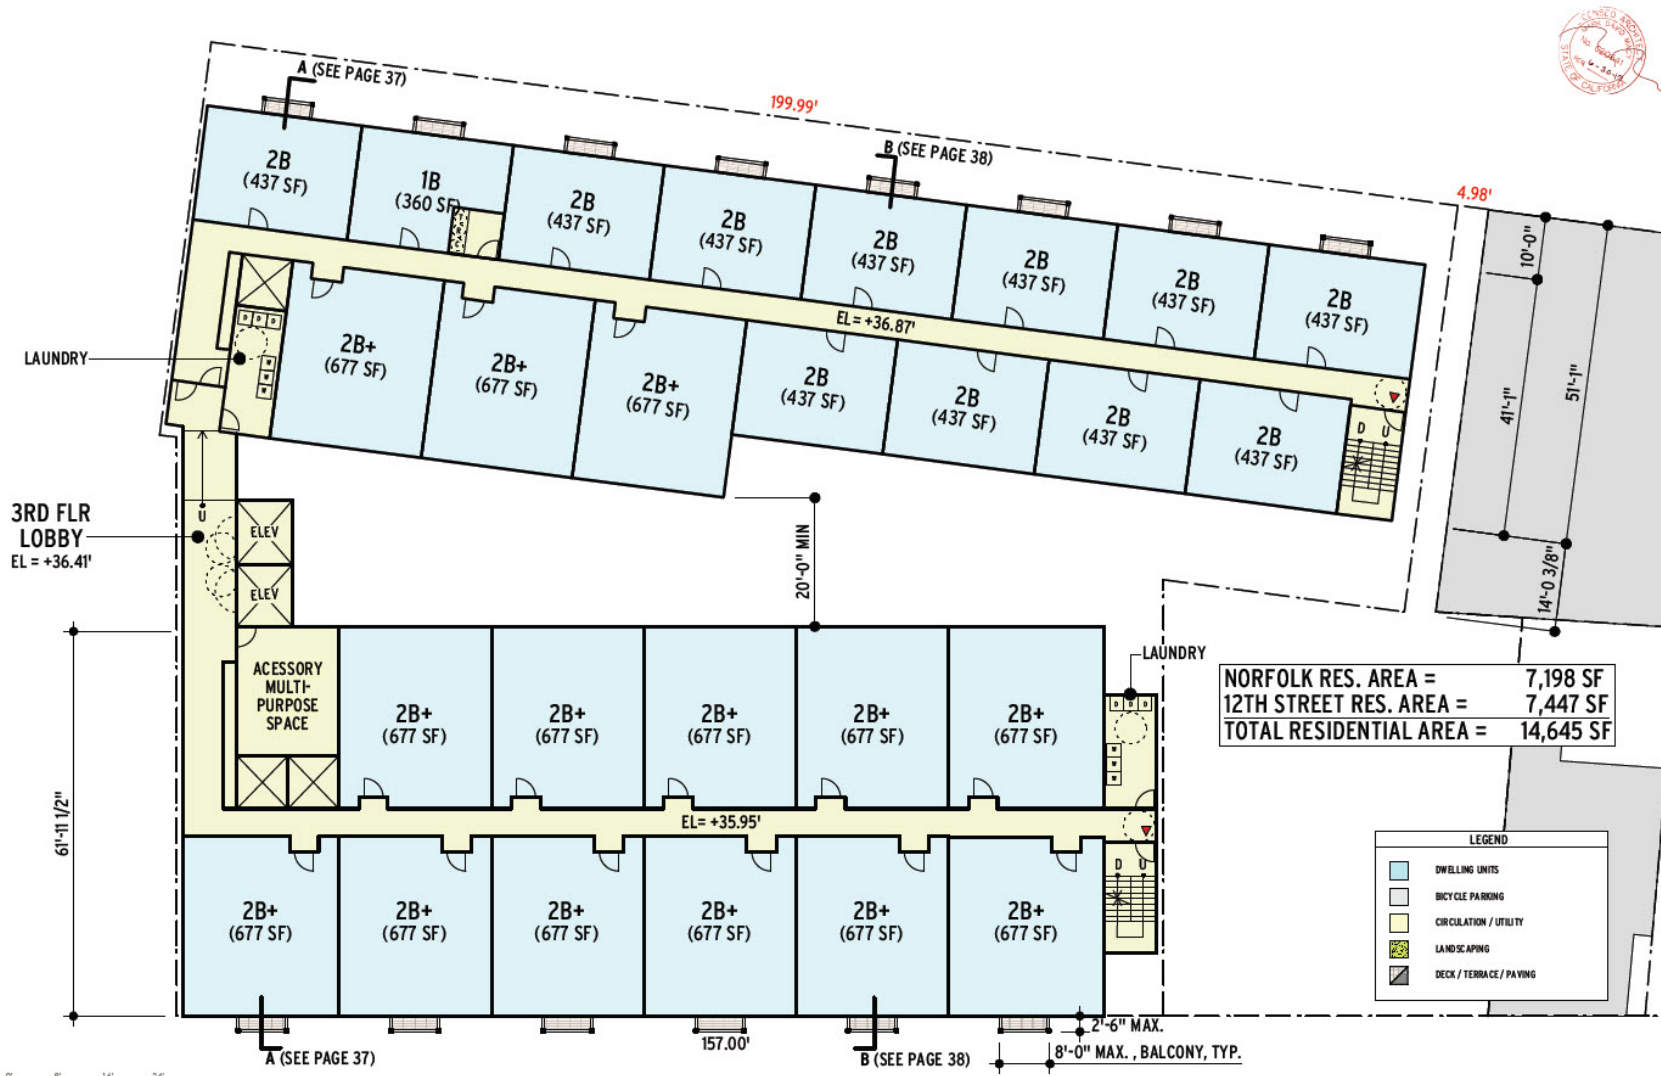 A (SEE PAGE 37)
199.99'
B (SEE PAGE 38)
4.98'
LICENSED ARCHITECT
STATE OF CALIFORNIA
2B
(437 SF)
1B
(360 SF)
2B
(437 SF)
2B
(437 SF)
2B
(437 SF)
2B
(437 SF)
2B
(437 SF)
2B
(437 SF)
10'-0"
41'-1"
51'-1"
14'-0 3/8"
EL= +36.87'
LAUNDRY
D D D
W
W
W
2B+
(677 SF)
2B+
(677 SF)
2B+
(677 SF)
2B
(437 SF)
2B
(437 SF)
2B
(437 SF)
2B
(437 SF)
D U
3RD FLR
LOBBY
EL = +36.41'
U
ELEV
ELEV
20'-0" MIN
ACESSORY
MULTI-
PURPOSE
SPACE
2B+
(677 SF)
2B+
(677 SF)
2B+
(677 SF)
2B+
(677 SF)
2B+
(677 SF)
LAUNDRY
D D D
W
W
W
NORFOLK RES. AREA = 7,198 SF
12TH STREET RES. AREA = 7,447 SF
TOTAL RESIDENTIAL AREA = 14,645 SF
61'-11 1/2"
EL= +35.95'
D U
2B+
(677 SF)
2B+
(677 SF)
2B+
(677 SF)
2B+
(677 SF)
2B+
(677 SF)
2B+
(677 SF)
LEGEND
DWELLING UNITS
BICYCLE PARKING
CIRCULATION / UTILITY
LANDSCAPING
DECK / TERRACE / PAVING
2'-6" MAX.
8'-0" MAX. , BALCONY, TYP.
157.00'
A (SEE PAGE 37)
B (SEE PAGE 38)